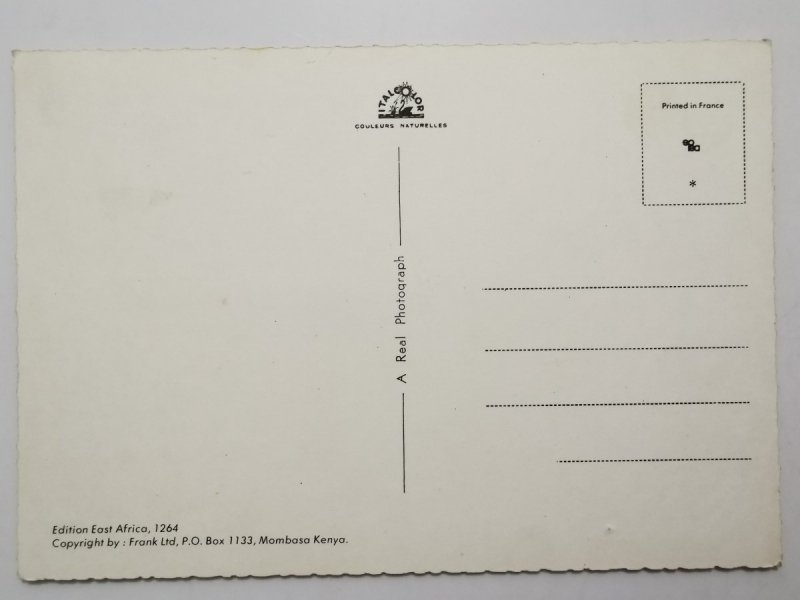 ITALCOLOR
COULEURS NATURELLES
Printed in France
*
A Real Photograph
Edition East Africa, 1264
Copyright by : Frank Ltd, P.O. Box 1133, Mombasa Kenya.